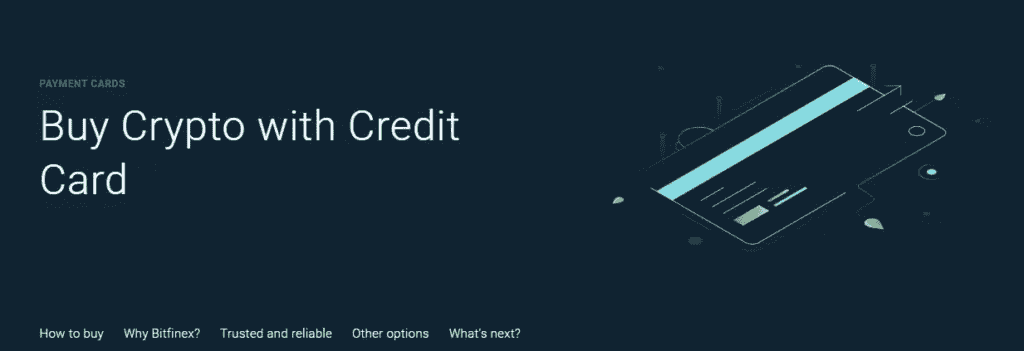 PAYMENT CARDS
Buy Crypto with Credit
Card
How to buy Why Bitfinex? Trusted and reliable Other options What's next?